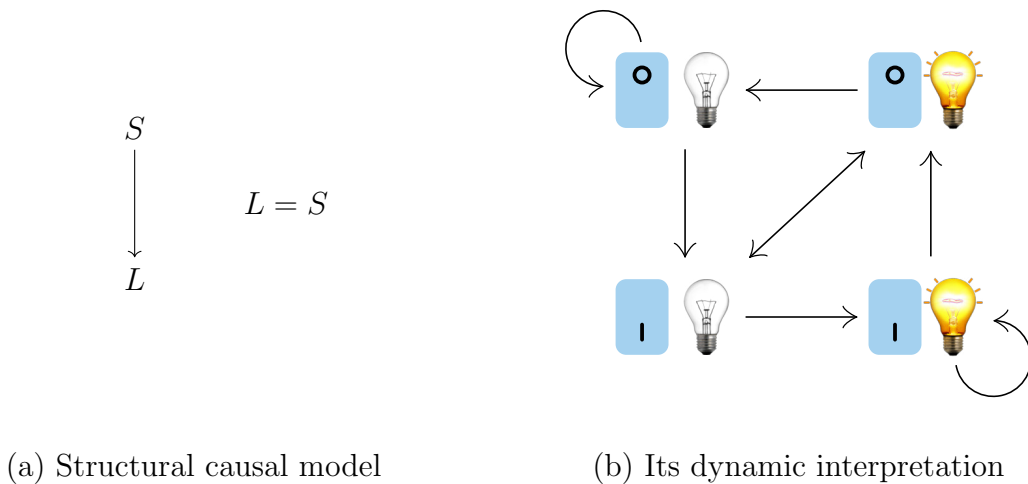 S
L = S
L
(a) Structural causal model
(b) Its dynamic interpretation